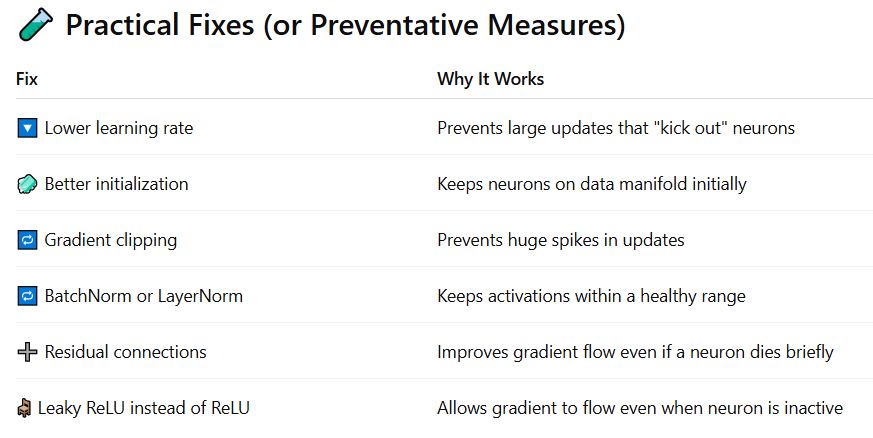 Practical Fixes (or Preventative Measures)
Fix Why It Works
Lower learning rate Prevents large updates that "kick out" neurons
Better initialization Keeps neurons on data manifold initially
Gradient clipping Prevents huge spikes in updates
BatchNorm or LayerNorm Keeps activations within a healthy range
Residual connections Improves gradient flow even if a neuron dies briefly
Leaky ReLU instead of ReLU Allows gradient to flow even when neuron is inactive